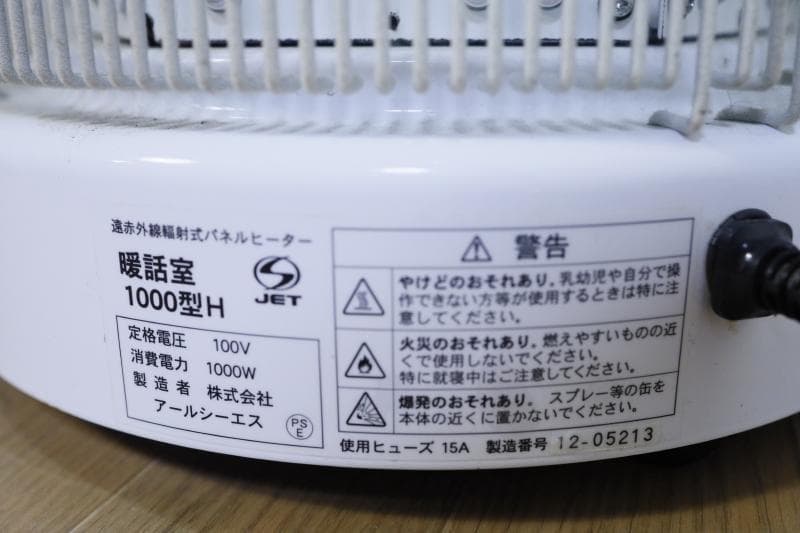 遠赤外線輻射式パネルヒーター
暖話室
1000型H
JET
定格電圧 100V
消費電力 1000W
製造者 株式会社
アールシーエス
PS
E
警告
やけどのおそれあり。乳幼児や自分で操
作できない方等が使用するときは特に注
意してください。
火災のおそれあり。燃えやすいものの近
くで使用しないでください。
特に就寝中はご注意してください。
爆発のおそれあり。スプレー等の缶を
本体の近くに置かないでください。
使用ヒューズ 15A 製造番号 12-05213